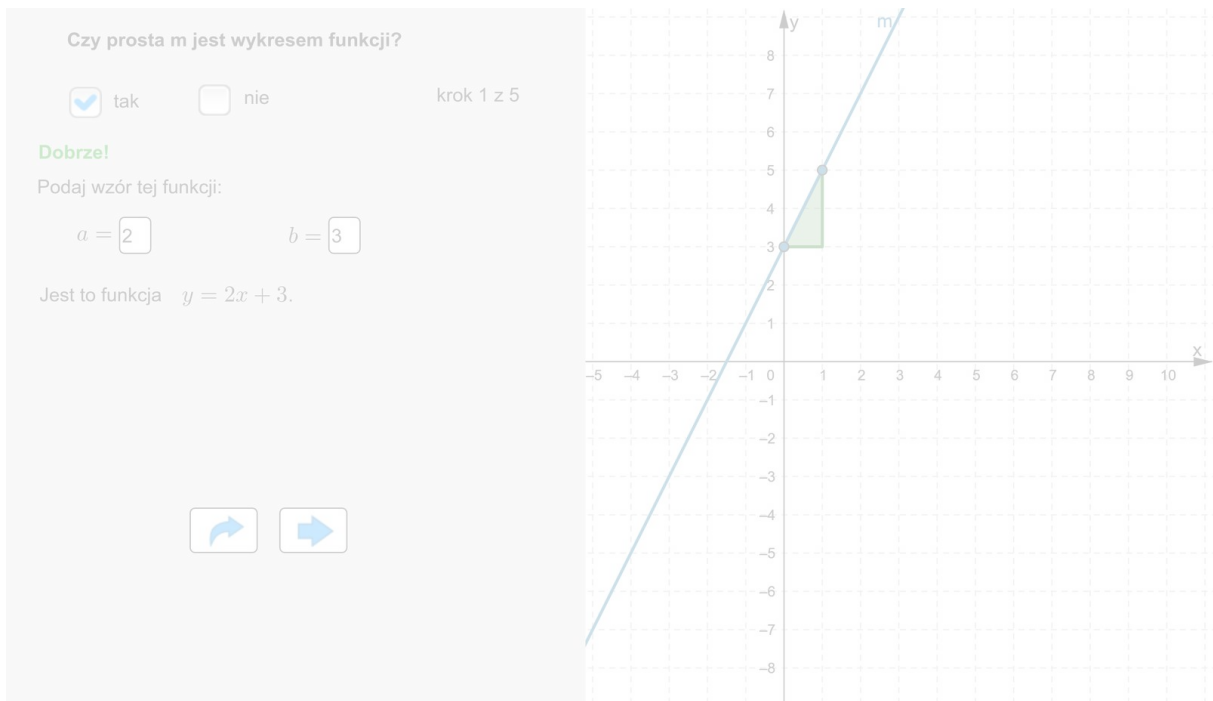 Czy prosta m jest wykresem funkcji?
tak nie krok 1 z 5
Dobrze!
Podaj wzór tej funkcji:
a = 2 b = 3
Jest to funkcja y = 2x + 3.
y
m
8
7
6
5
4
3
2
1
x
–5 –4 –3 –2 –1 0 1 2 3 4 5 6 7 8 9 10
–1
–2
–3
–4
–5
–6
–7
–8